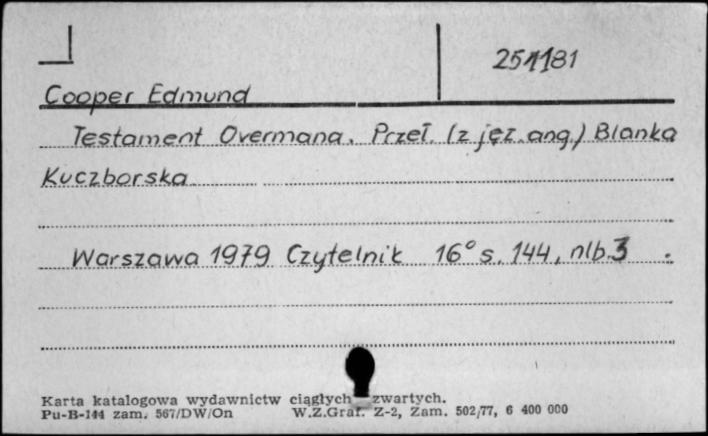 251181
Cooper Edmund
Testament Overmana. Przeł. (z jęz. ang.) Blanka
Kuczborska
Warszawa 1979 Czytelnik 16° s. 144, nlb. 3 .
Karta katalogowa wydawnictw ciągłych zwartych.
Pu-B-144 zam. 567/DW/On W.Z.Graf. Z-2, Zam. 502/77, 6 400 000